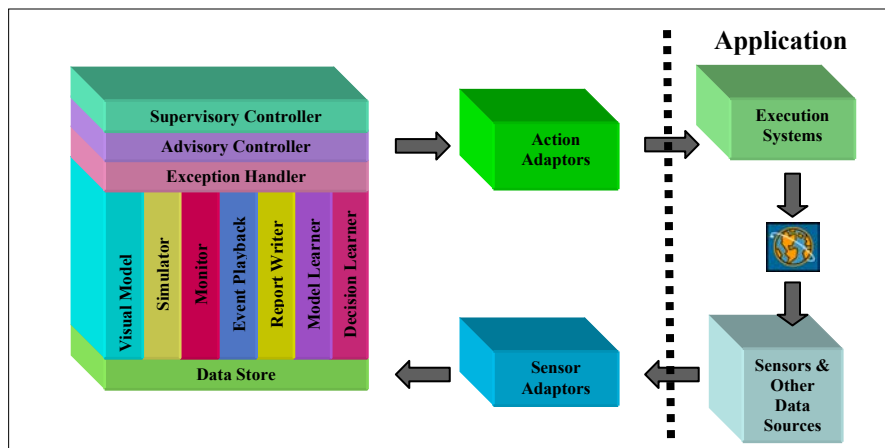 Application
Supervisory Controller
Advisory Controller
Exception Handler
Visual Model
Simulator
Monitor
Event Playback
Report Writer
Model Learner
Decision Learner
Data Store
Action
Adaptors
Execution
Systems
Sensor
Adaptors
Sensors &
Other
Data
Sources